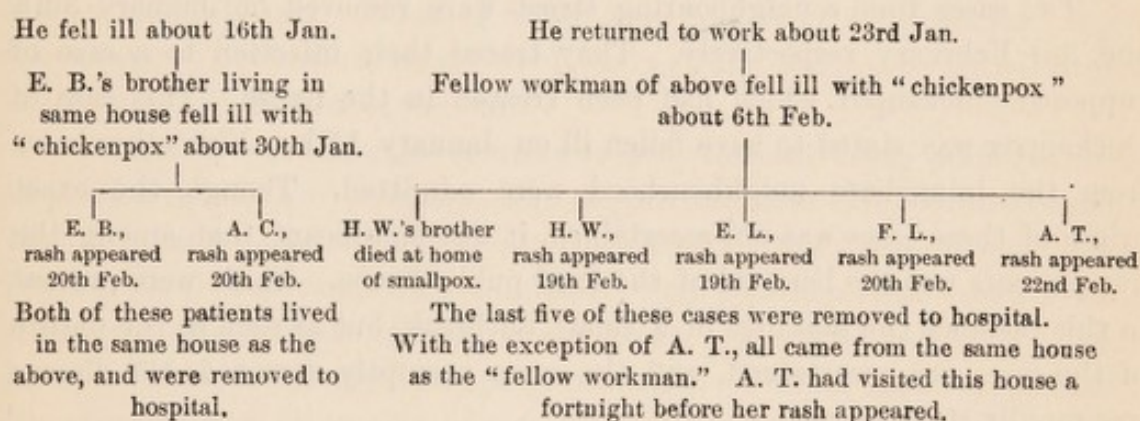 He fell ill about 16th Jan.
E. B.'s brother living in
same house fell ill with
“ chickenpox” about 30th Jan.
He returned to work about 23rd Jan.
Fellow workman of above fell ill with “ chickenpox ”
about 6th Feb.
E. B.,
rash appeared
20th Feb.
A. C.,
rash appeared
20th Feb.
H. W.'s brother
died at home
of smallpox.
H. W.,
rash appeared
19th Feb.
E. L.,
rash appeared
19th Feb.
F. L.,
rash appeared
20th Feb.
A. T.,
rash appeared
22nd Feb.
Both of these patients lived
in the same house as the
above, and were removed to
hospital.
The last five of these cases were removed to hospital.
With the exception of A. T., all came from the same house
as the “ fellow workman.” A. T. had visited this house a
fortnight before her rash appeared.